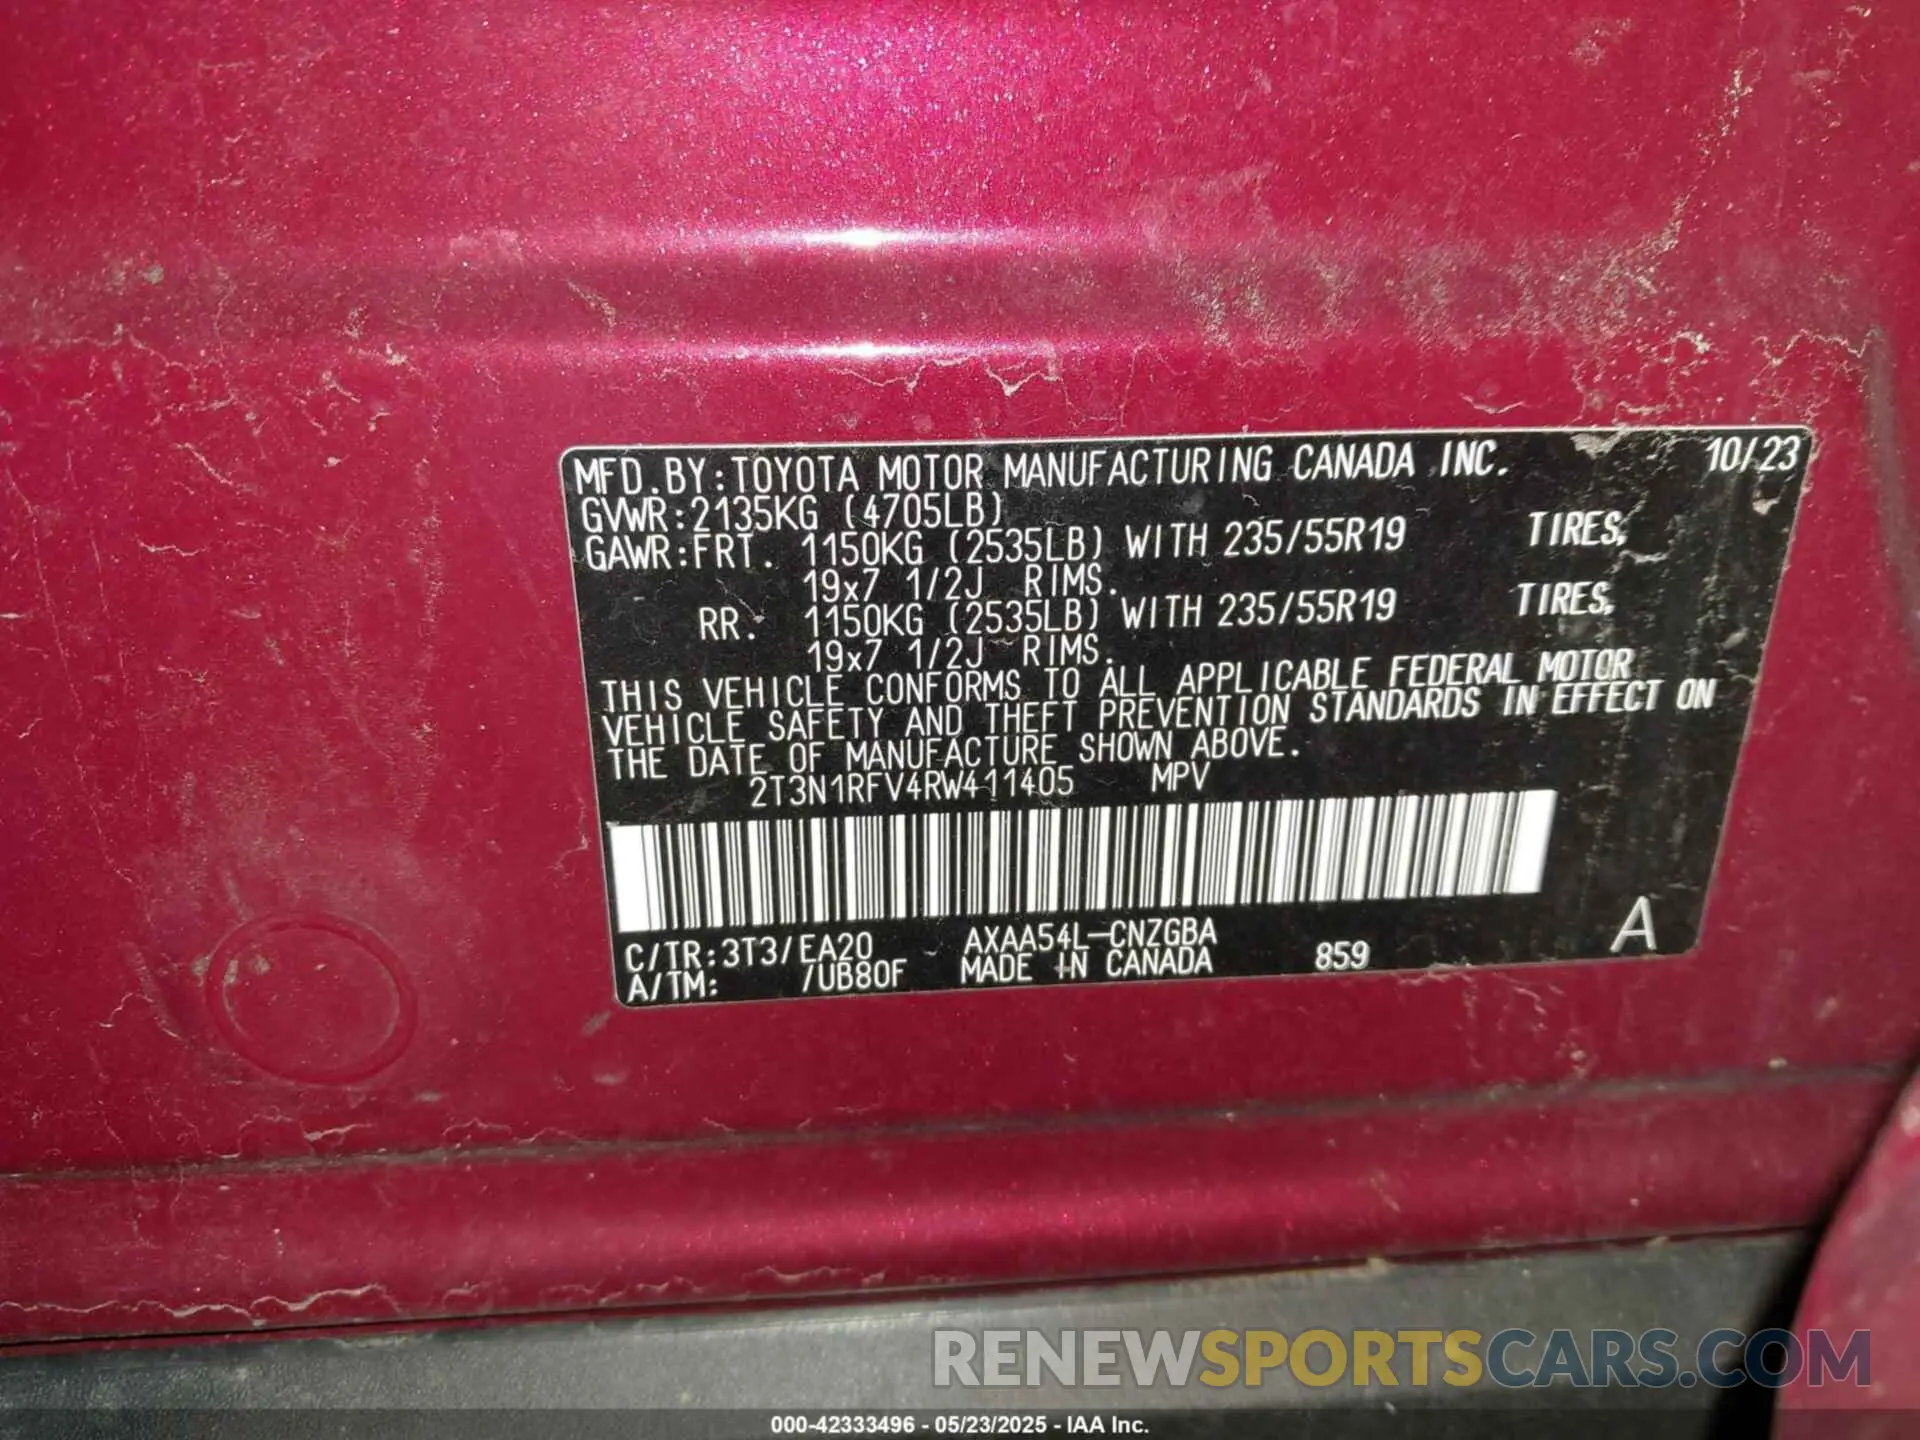 MFD.BY:TOYOTA MOTOR MANUFACTURING CANADA INC. 10/23
GVWR:2135KG (4705LB)
GAWR:FRT. 1150KG (2535LB) WITH 235/55R19 TIRES,
19x7 1/2J RIMS.
RR. 1150KG (2535LB) WITH 235/55R19 TIRES,
19x7 1/2J RIMS.
THIS VEHICLE CONFORMS TO ALL APPLICABLE FEDERAL MOTOR
VEHICLE SAFETY AND THEFT PREVENTION STANDARDS IN EFFECT ON
THE DATE OF MANUFACTURE SHOWN ABOVE.
2T3N1RFV4RW411405 MPV
C/TR:3T3/EA20 AXAA54L-CNZGBA
A/TM: /UB80F MADE IN CANADA 859 A
RENEWSPORTSCARS.COM
000-42333496 - 05/23/2025 - IAA Inc.